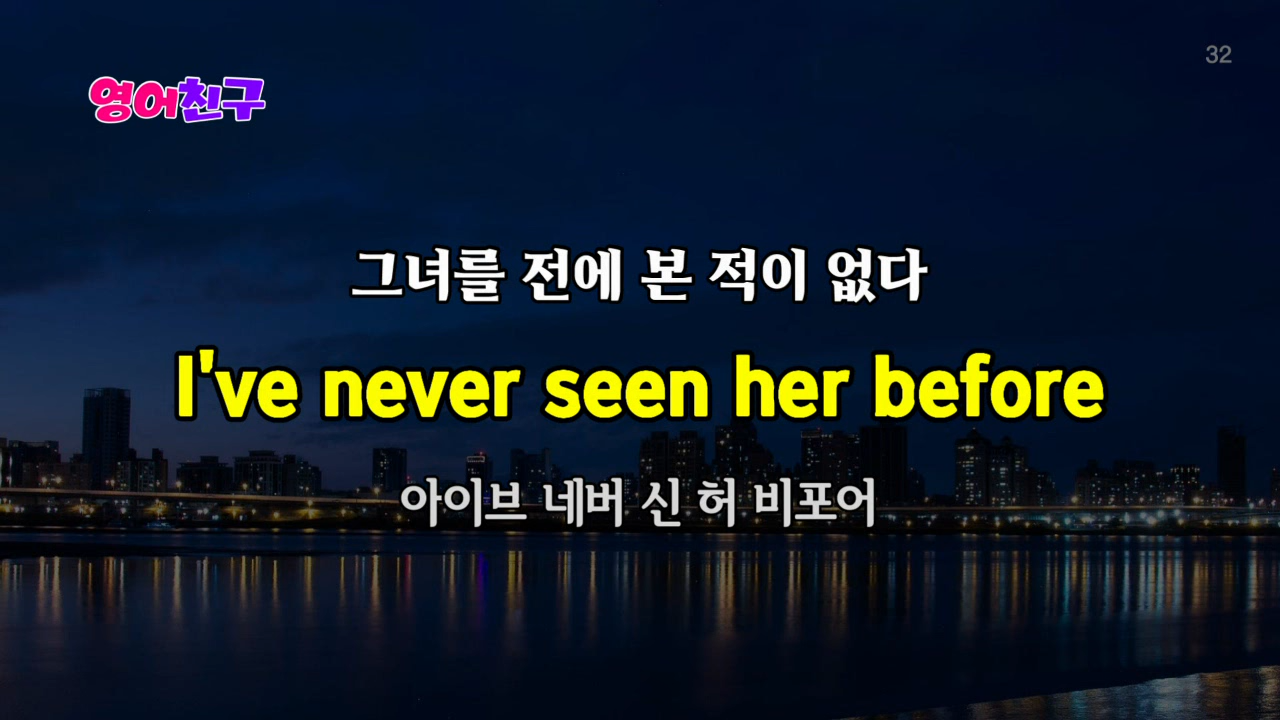 32
영어친구
그녀를 전에 본 적이 없다
I've never seen her before
아이브 네버 신 허 비포어